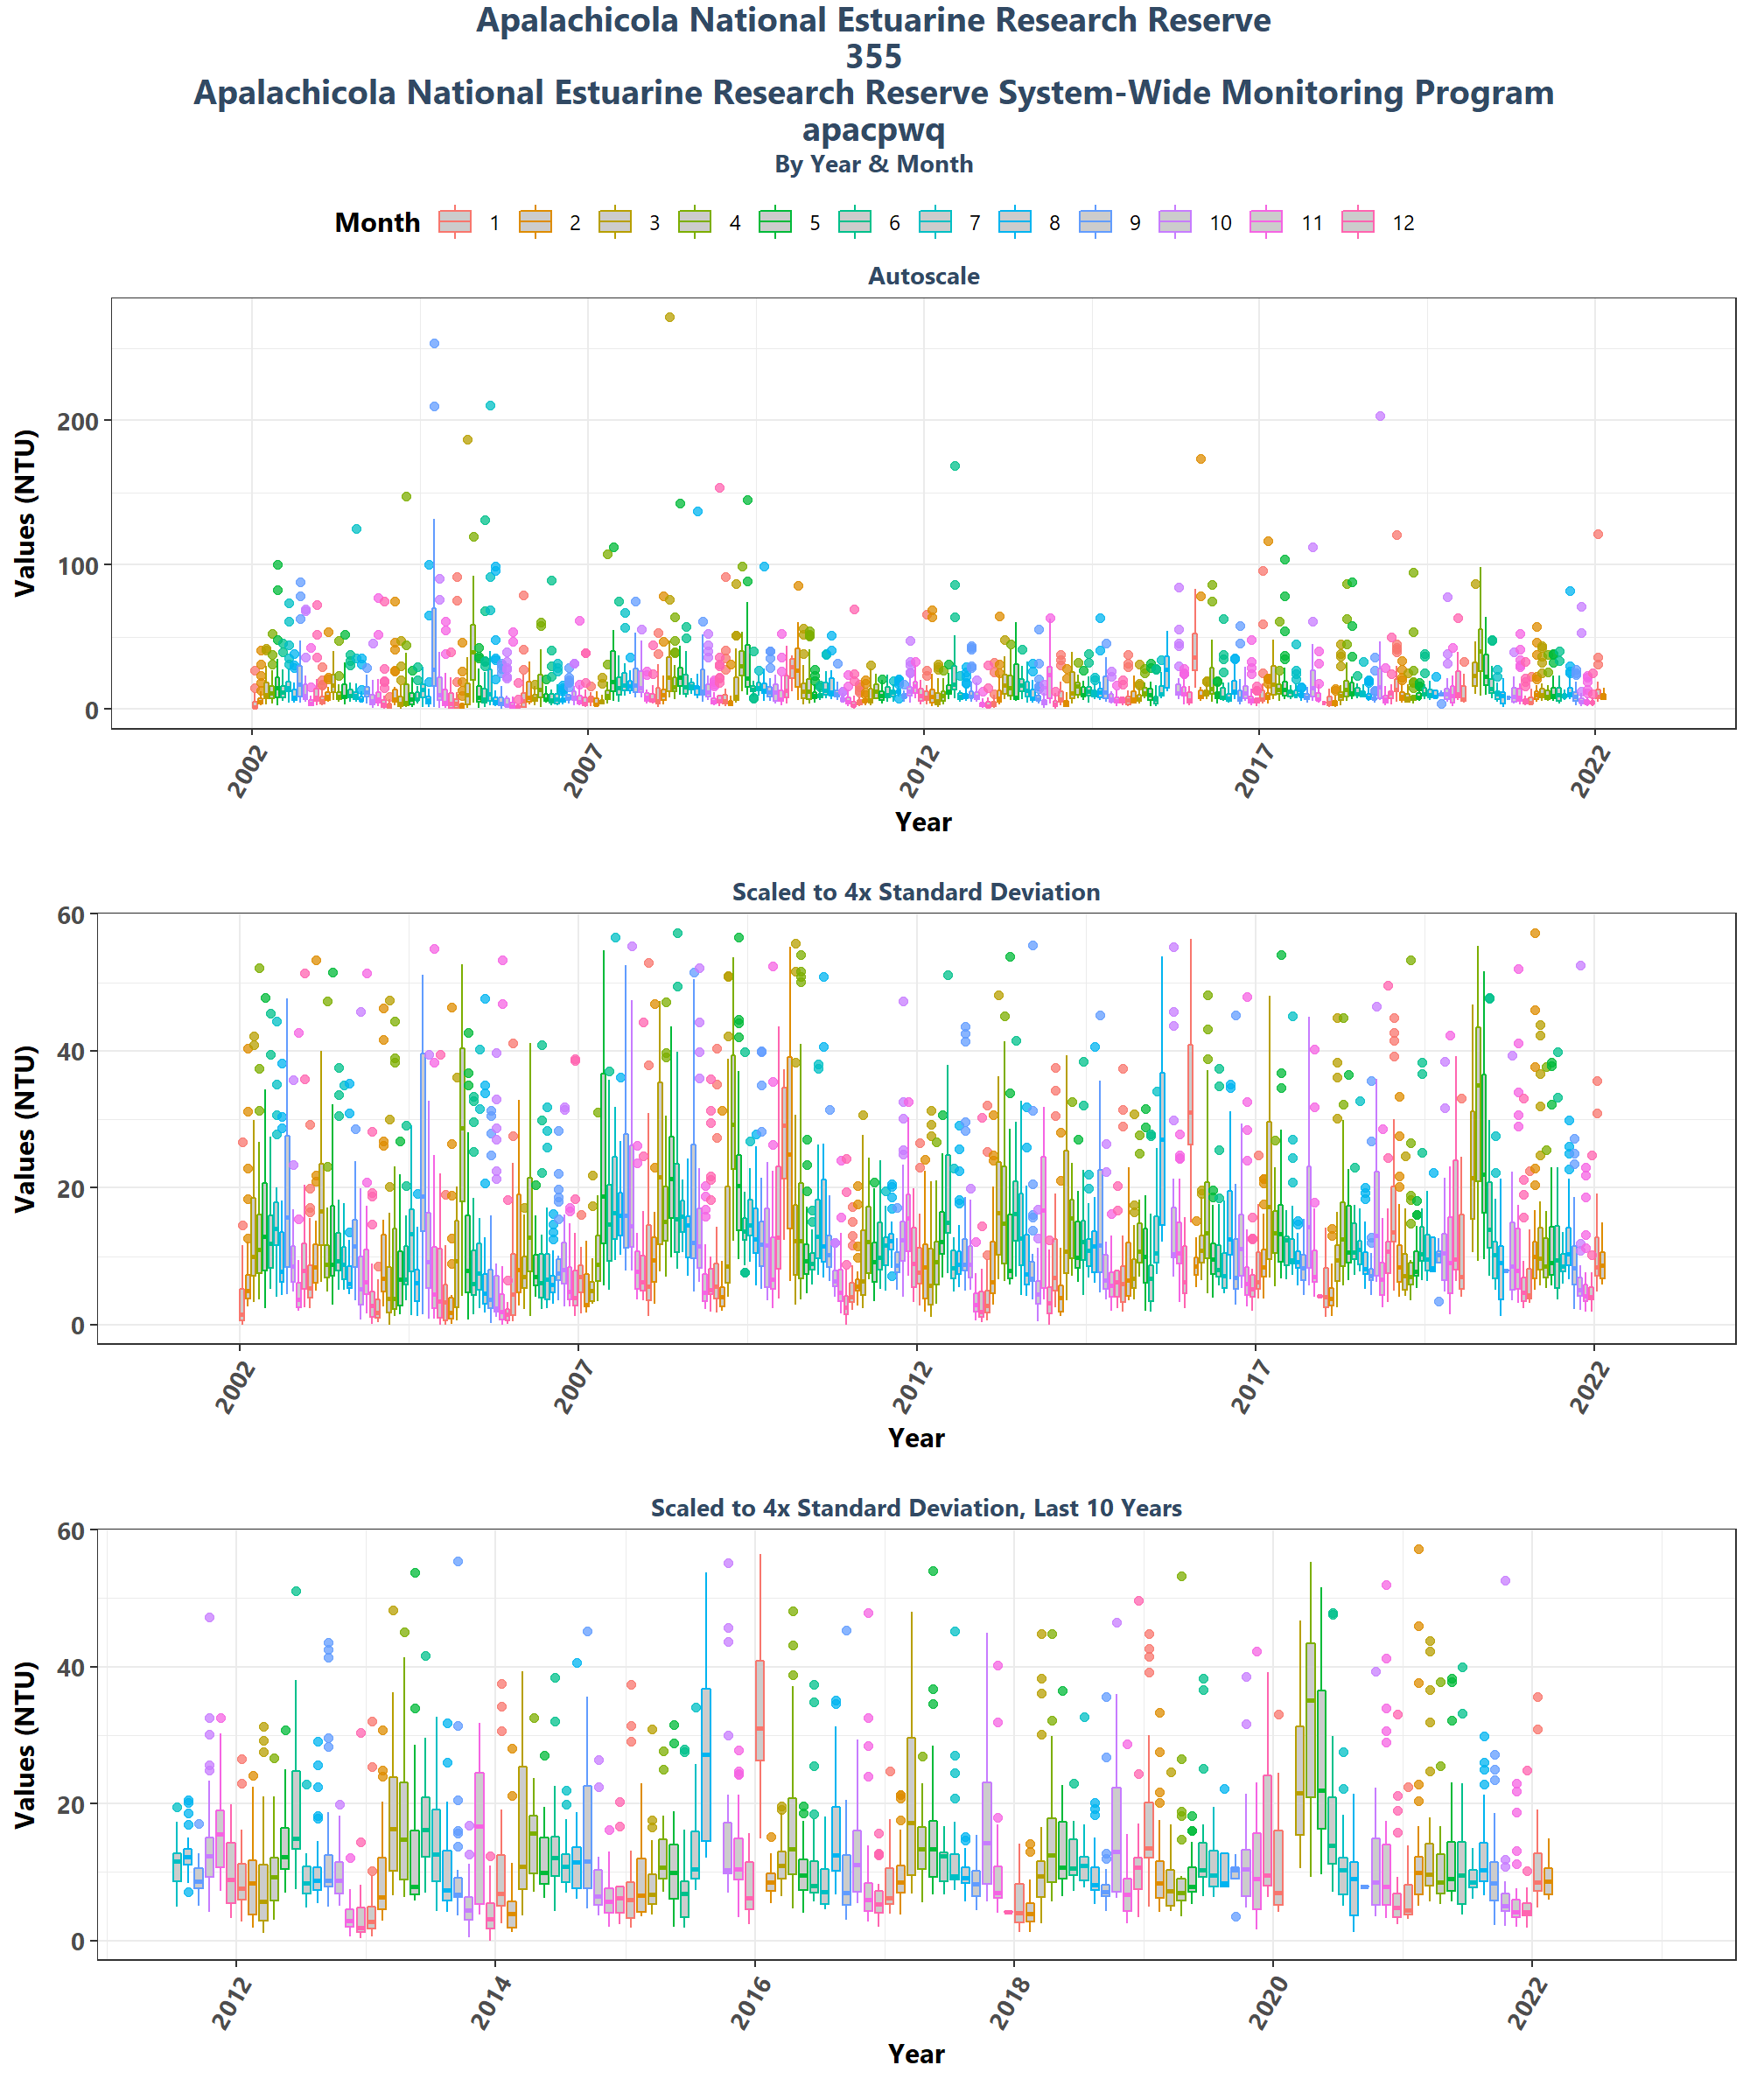 Apalachicola National Estuarine Research Reserve
355
Apalachicola National Estuarine Research Reserve System-Wide Monitoring Program
apacpwq
By Year & Month
Month 1 2 3 4 5 6 7 8 9 10 11 12
Autoscale
Values (NTU)
200
100
0
2002 2007 2012 2017 2022
Year
Scaled to 4x Standard Deviation
Values (NTU)
60
40
20
0
2002 2007 2012 2017 2022
Year
Scaled to 4x Standard Deviation, Last 10 Years
Values (NTU)
60
40
20
0
2012 2014 2016 2018 2020 2022
Year